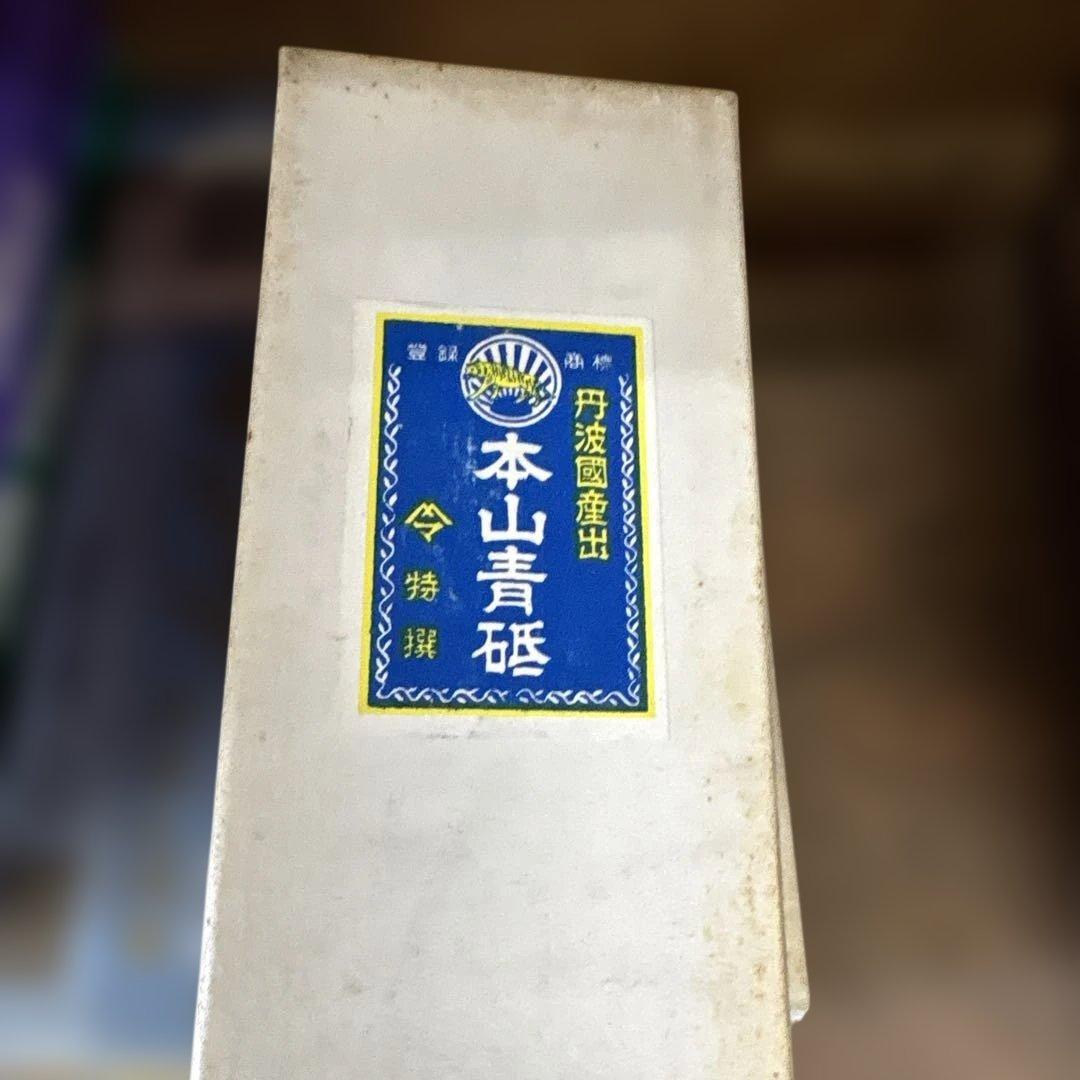 登録 商標
丹波國産出
本山青砥
特撰